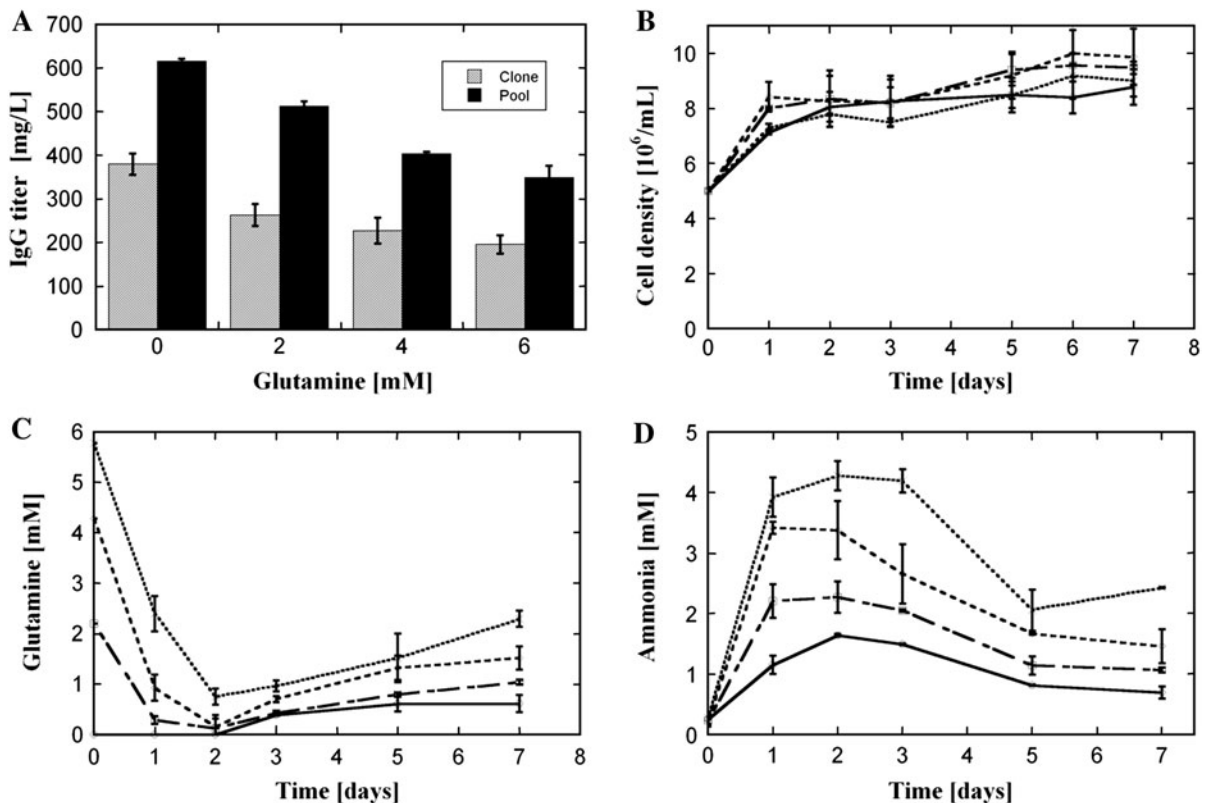 A
700
600
500
400
300
200
100
0
IgG titer [mg/L]
Clone
Pool
0 2 4 6
Glutamine [mM]
B
10
8
6
4
2
0
Cell density [10⁶/mL]
0 1 2 3 4 5 6 7 8
Time [days]
C
6
5
4
3
2
1
0
Glutamine [mM]
0 1 2 3 4 5 6 7 8
Time [days]
D
5
4
3
2
1
0
Ammonia [mM]
0 1 2 3 4 5 6 7
Time [days]